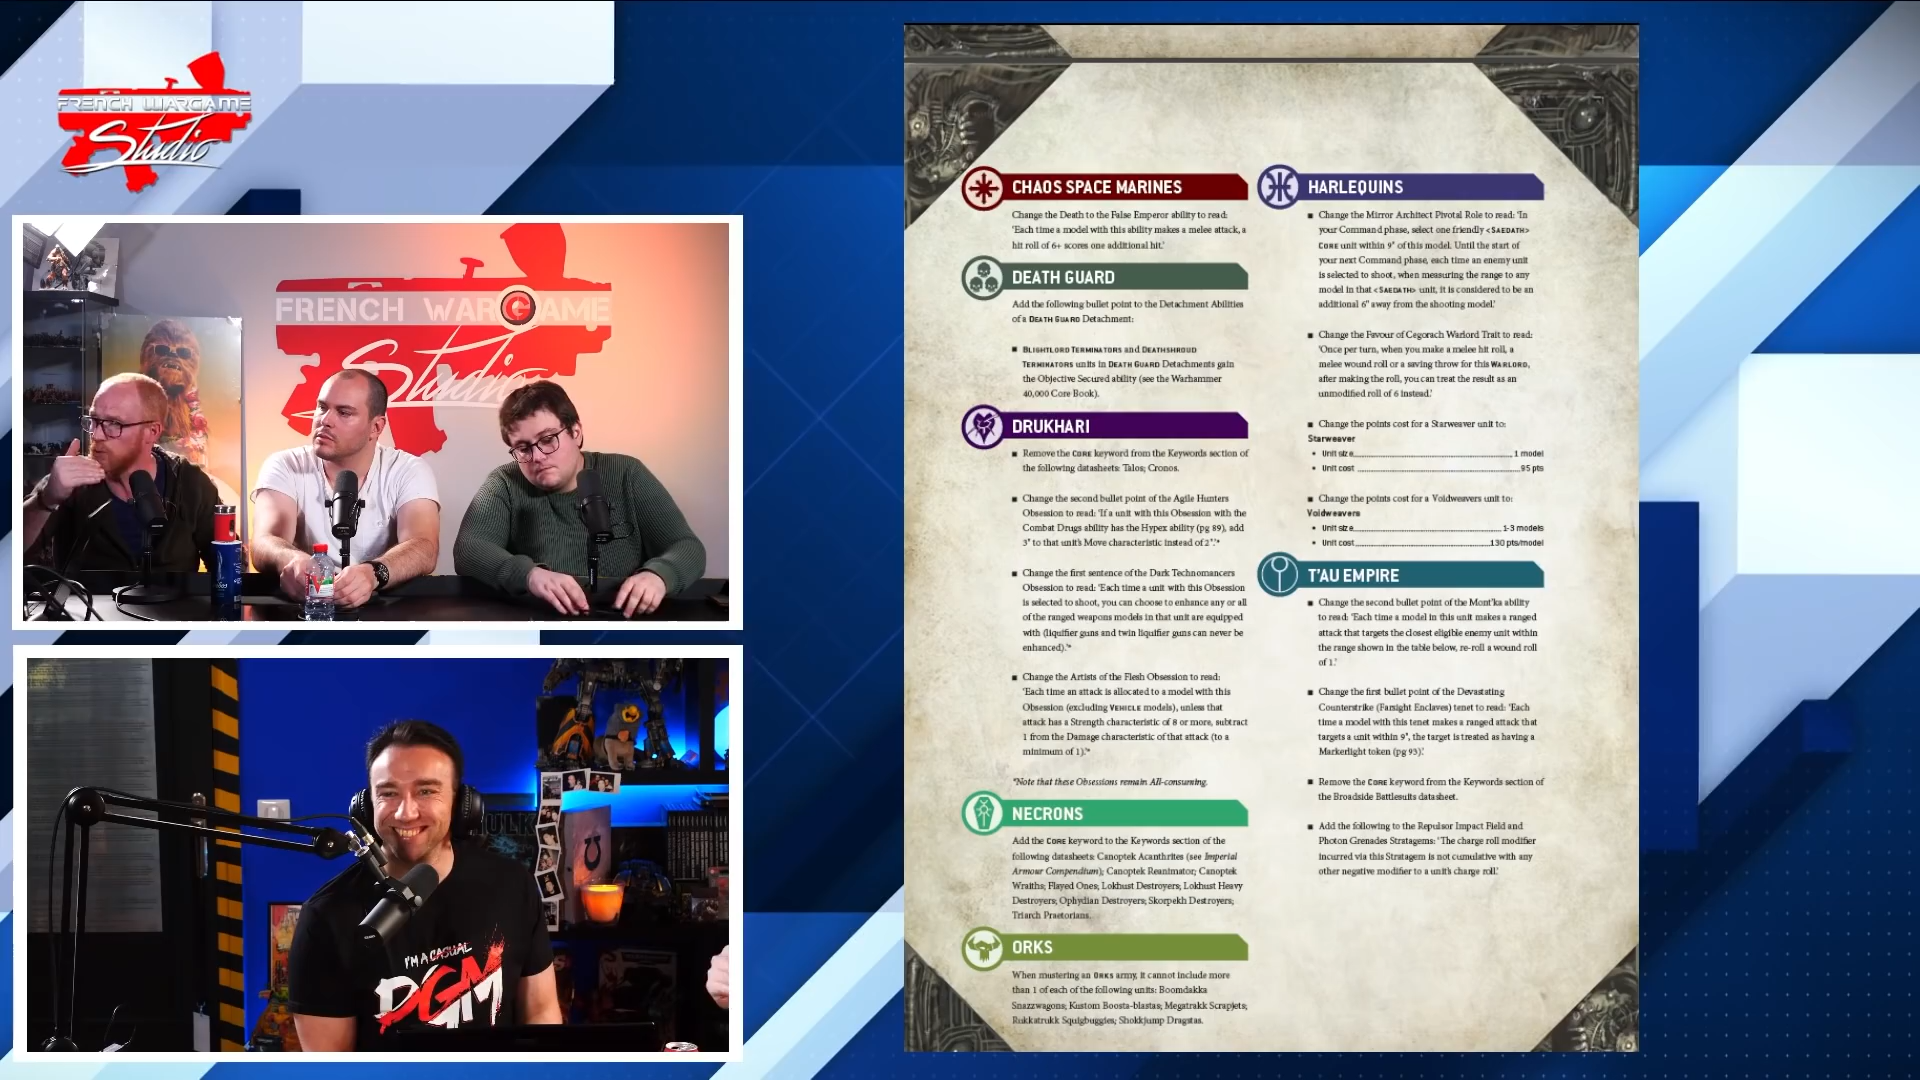 FRENCH WARGAME
Studio
FRENCH WARGAME
Studio
I'M A CASUAL
PGM
CHAOS SPACE MARINES
Change the Death to the False Emperor ability to read:
‘Each time a model with this ability makes a melee attack, a
hit roll of 6+ scores one additional hit.’
DEATH GUARD
Add the following bullet point to the Detachment Abilities
of a DEATH GUARD Detachment:
■ BLIGHTLORD TERMINATORS and DEATHSHROUD
TERMINATORS units in DEATH GUARD Detachments gain
the Objective Secured ability (see the Warhammer
40,000 Core Book).
DRUKHARI
■ Remove the CORE keyword from the Keywords section of
the following datasheets: Talos; Cronos.
■ Change the second bullet point of the Agile Hunters
Obsession to read: ‘If a unit with this Obsession with the
Combat Drugs ability has the Hypex ability (pg 89), add
3" to that unit's Move characteristic instead of 2".’*
■ Change the first sentence of the Dark Technomancers
Obsession to read: ‘Each time a unit with this Obsession
is selected to shoot, you can choose to enhance any or all
of the ranged weapons models in that unit are equipped
with (liquifier guns and twin liquifier guns can never be
enhanced).’*
■ Change the Artists of the Flesh Obsession to read:
‘Each time an attack is allocated to a model with this
Obsession (excluding VEHICLE models), unless that
attack has a Strength characteristic of 8 or more, subtract
1 from the Damage characteristic of that attack (to a
minimum of 1).’*
*Note that these Obsessions remain All-consuming.
NECRONS
Add the CORE keyword to the Keywords section of the
following datasheets: Canoptek Acanthrites (see Imperial
Armour Compendium); Canoptek Reanimator; Canoptek
Wraiths; Flayed Ones; Lokhust Destroyers; Lokhust Heavy
Destroyers; Ophydian Destroyers; Skorpekh Destroyers;
Triarch Praetorians.
ORKS
When mustering an ORKS army, it cannot include more
than 1 of each of the following units: Boomdakka
Snazzwagons; Kustom Boosta-blastas; Megatrakk Scrapjets;
Rukkatrukk Squigbuggies; Shokkjump Dragstas.
HARLEQUINS
■ Change the Mirror Architect Pivotal Role to read: ‘In
your Command phase, select one friendly <SAEDATH>
CORE unit within 9" of this model. Until the start of
your next Command phase, each time an enemy unit
is selected to shoot, when measuring the range to any
model in that <SAEDATH> unit, it is considered to be an
additional 6" away from the shooting model.’
■ Change the Favour of Cegorach Warlord Trait to read:
‘Once per turn, when you make a melee hit roll, a
melee wound roll or a saving throw for this WARLORD,
after making the roll, you can treat the result as an
unmodified roll of 6 instead.’
■ Change the points cost for a Starweaver unit to:
Starweaver
• Unit size 1 model
• Unit cost 95 pts
■ Change the points cost for a Voidweavers unit to:
Voidweavers
• Unit size 1-3 models
• Unit cost 130 pts/model
T'AU EMPIRE
■ Change the second bullet point of the Mont'ka ability
to read: ‘Each time a model in this unit makes a ranged
attack that targets the closest eligible enemy unit within
the range shown in the table below, re-roll a wound roll
of 1.’
■ Change the first bullet point of the Devastating
Counterstrike (Farsight Enclaves) tenet to read: ‘Each
time a model with this tenet makes a ranged attack that
targets a unit within 9", the target is treated as having a
Markerlight token (pg 93).’
■ Remove the CORE keyword from the Keywords section of
the Broadside Battlesuits datasheet.
■ Add the following to the Repulsor Impact Field and
Photon Grenades Stratagems: ‘The charge roll modifier
incurred via this Stratagem is not cumulative with any
other negative modifier to a unit's charge roll.’